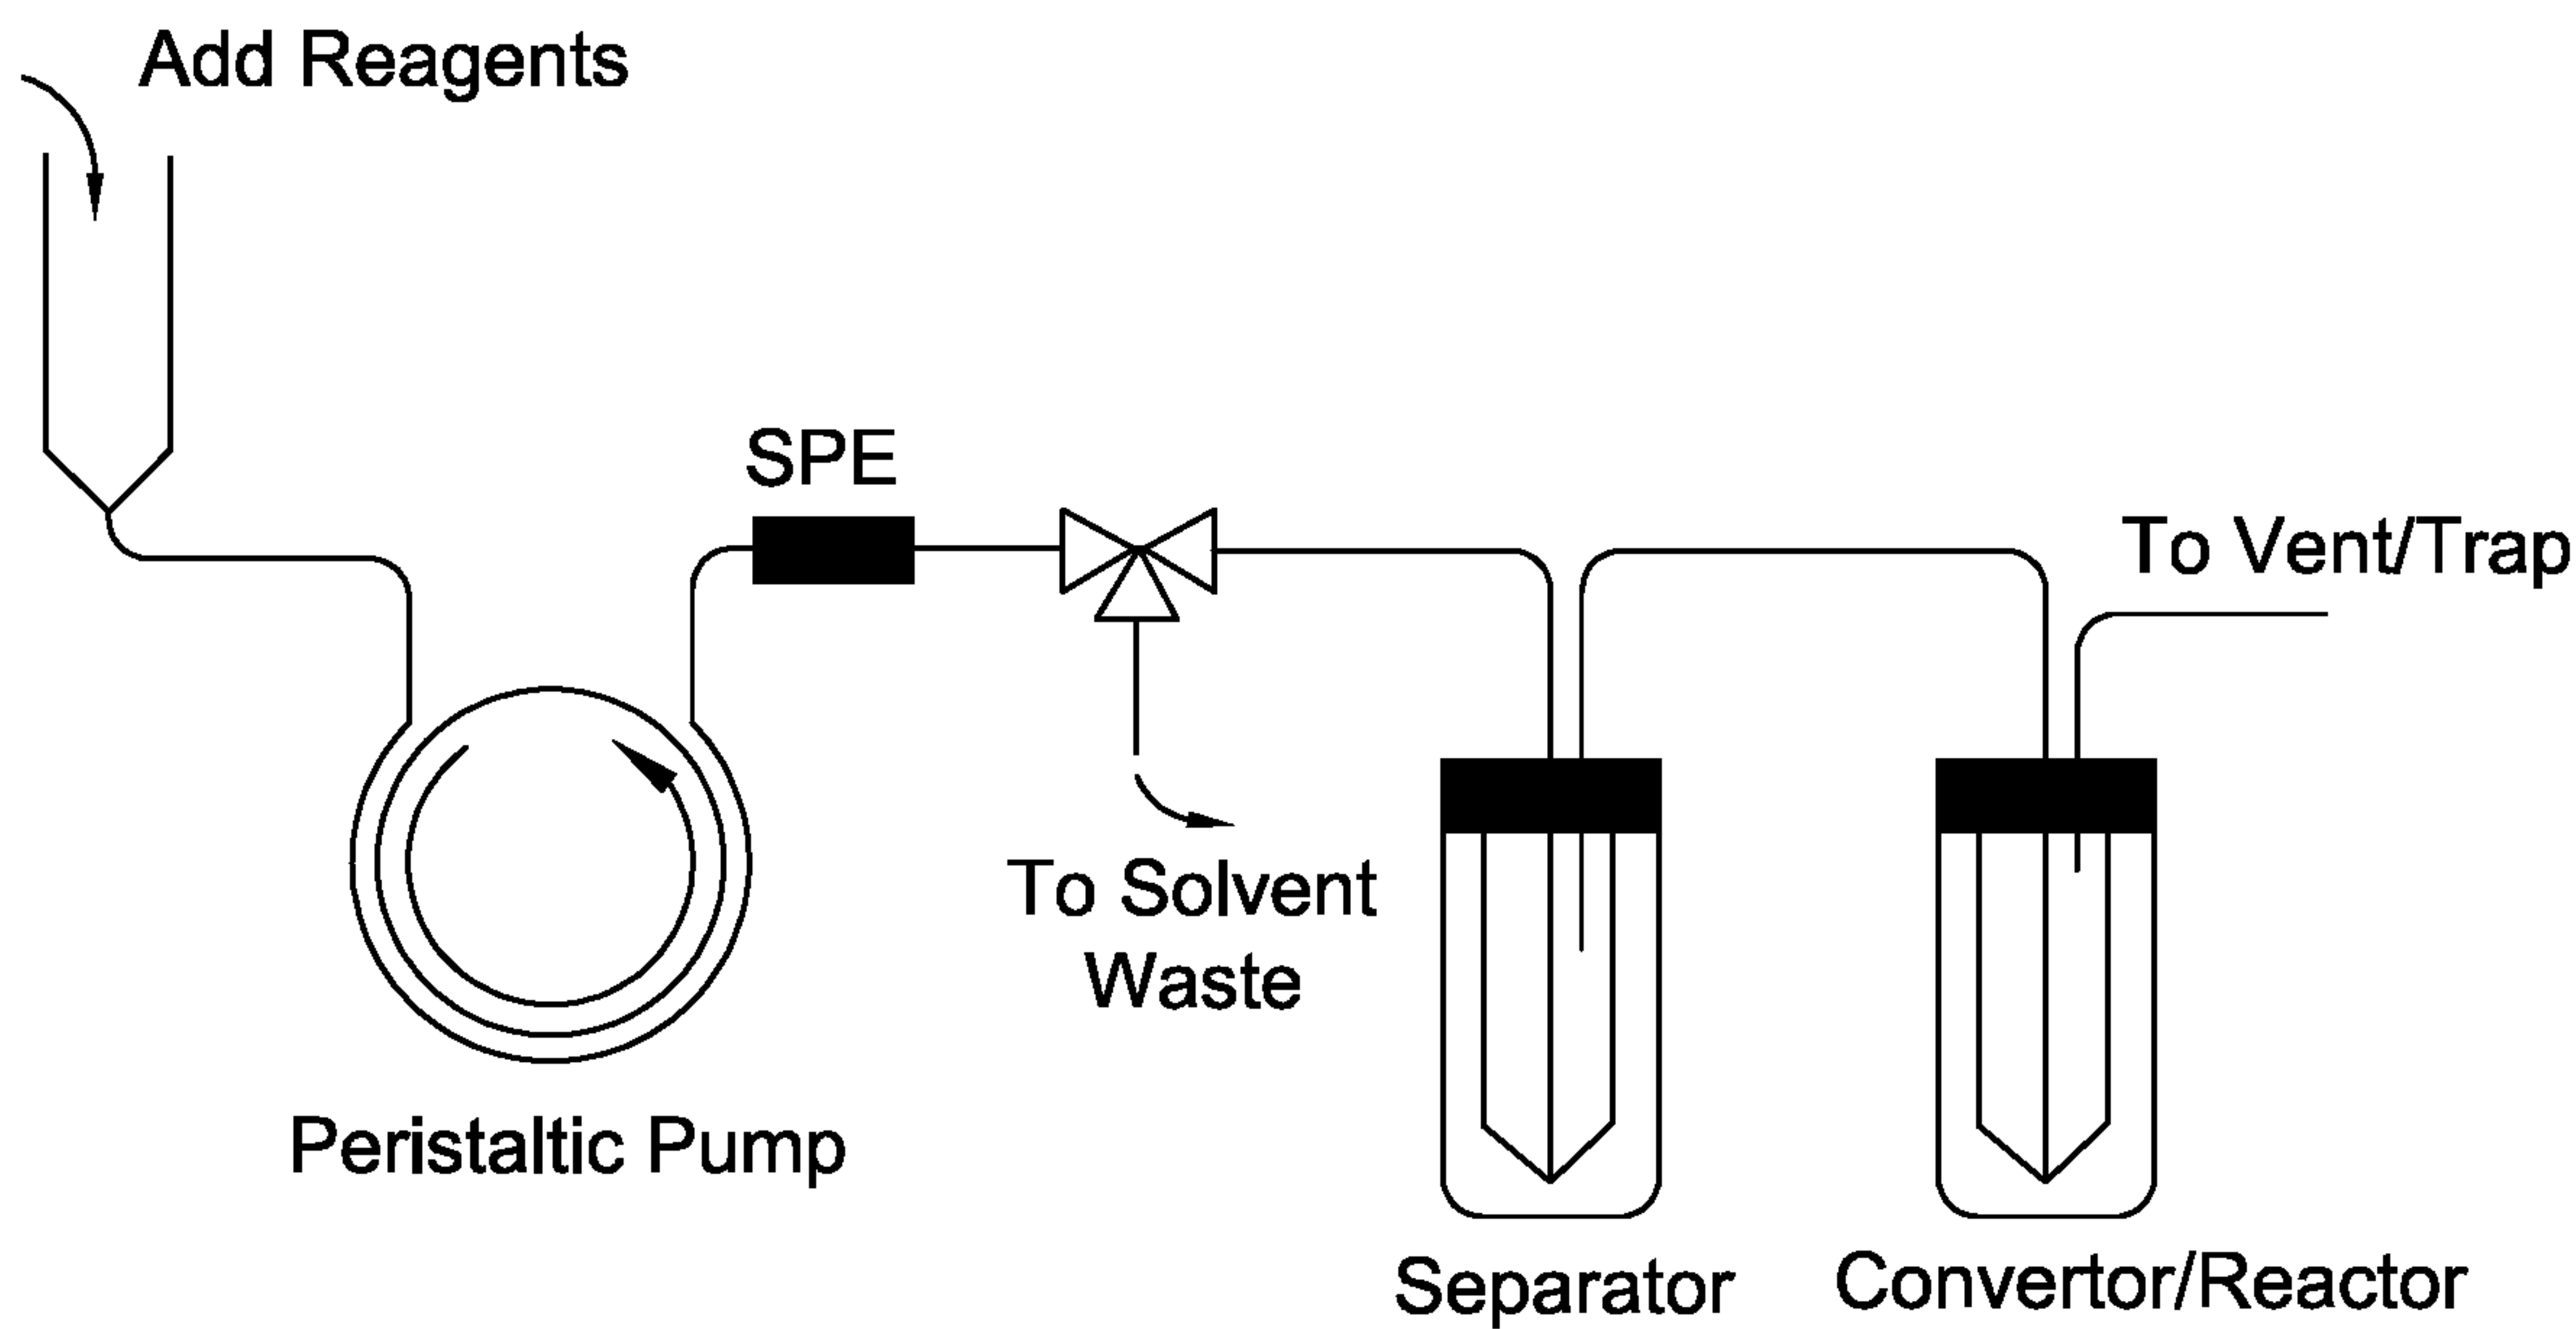 Add Reagents
SPE
To Vent/Trap
To Solvent
Waste
Peristaltic Pump
Separator
Convertor/Reactor